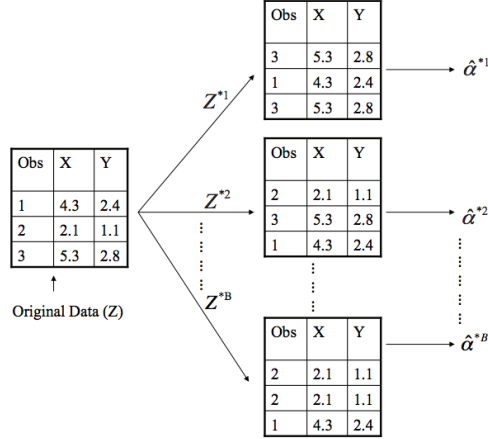 Obs X Y
3 5.3 2.8
1 4.3 2.4
3 5.3 2.8
Z*1
α̂*1
Obs X Y
1 4.3 2.4
2 2.1 1.1
3 5.3 2.8
Original Data (Z)
Z*2
Obs X Y
2 2.1 1.1
3 5.3 2.8
1 4.3 2.4
α̂*2
Z*B
Obs X Y
2 2.1 1.1
2 2.1 1.1
1 4.3 2.4
α̂*B